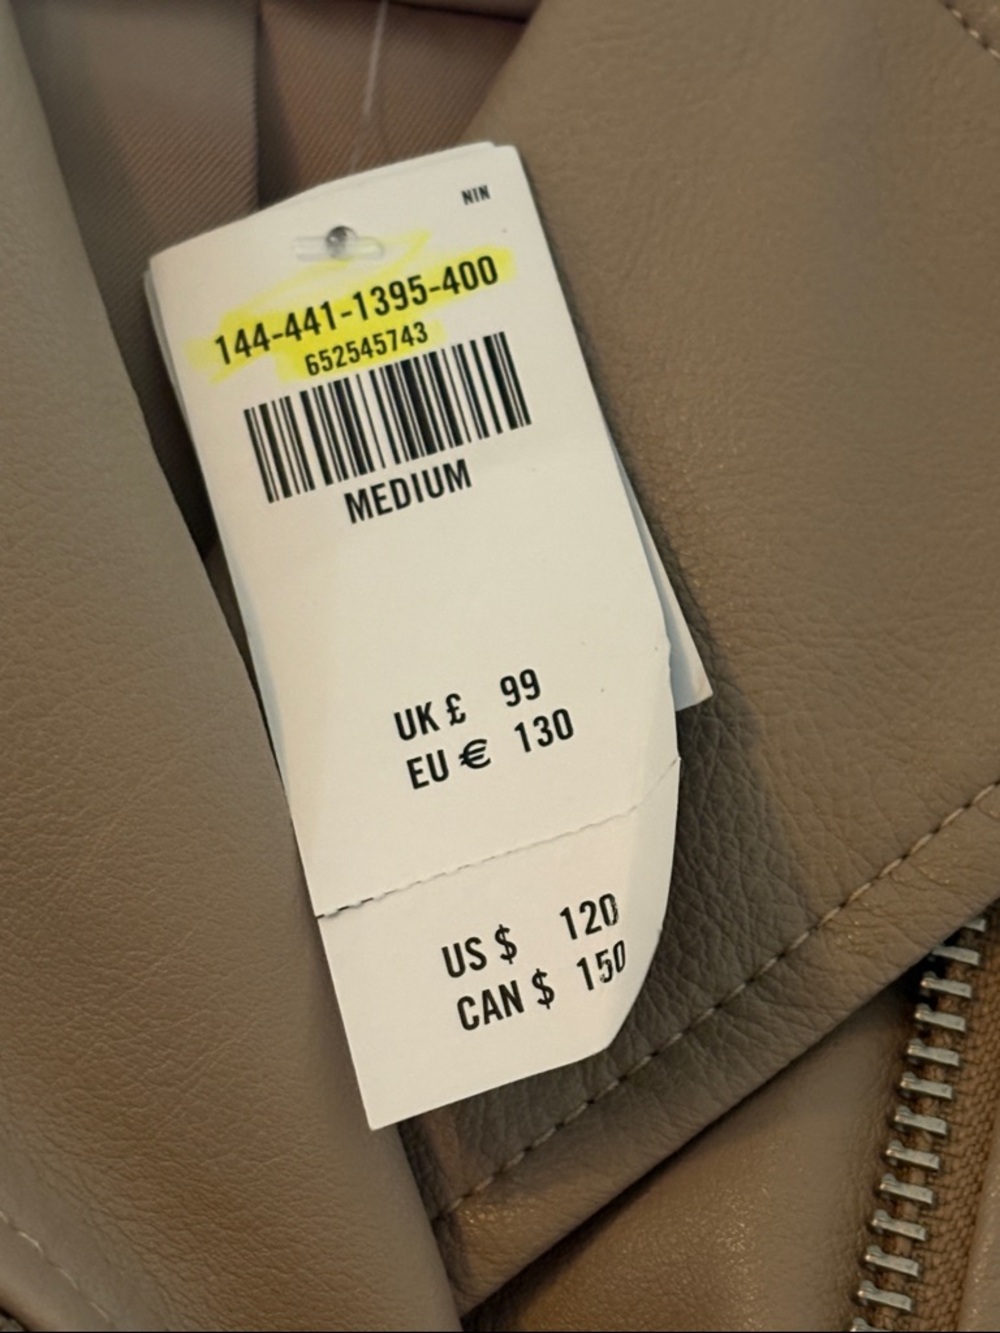 NIN
144-441-1395-400
652545743
MEDIUM
UK £ 99
EU € 130
US $ 120
CAN $ 150